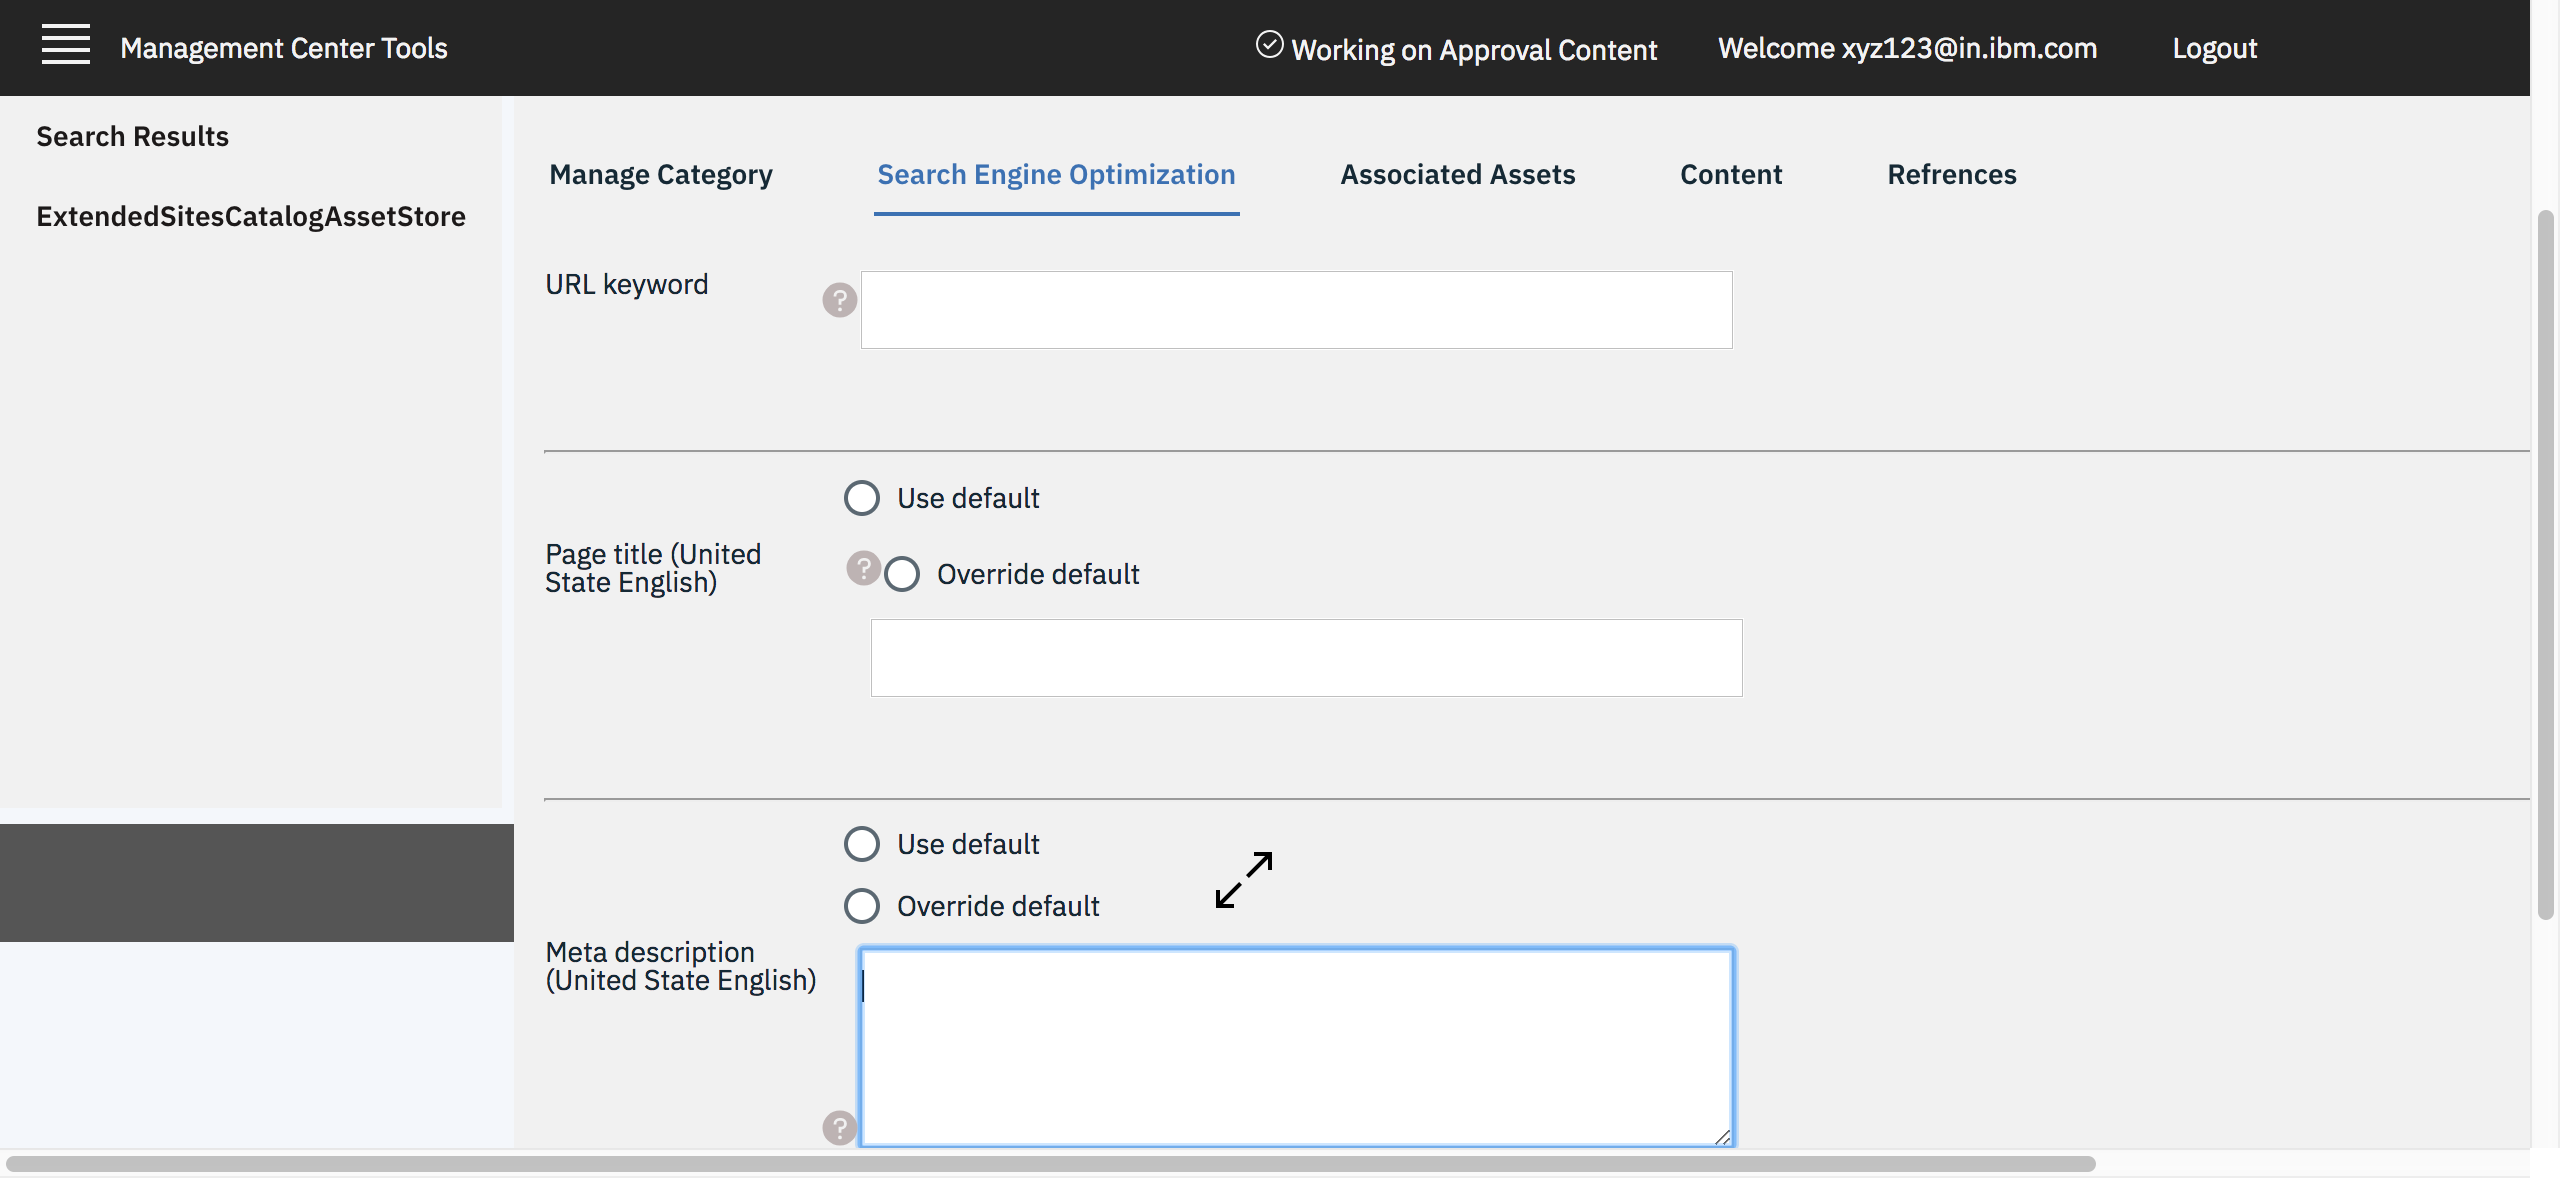 Management Center Tools
Working on Approval Content
Welcome xyz123@in.ibm.com
Logout
Search Results
ExtendedSitesCatalogAssetStore
Manage Category
Search Engine Optimization
Associated Assets
Content
Refrences
URL keyword
?
Use default
Page title (United
State English)
?
Override default
Use default
Override default
Meta description
(United State English)
?